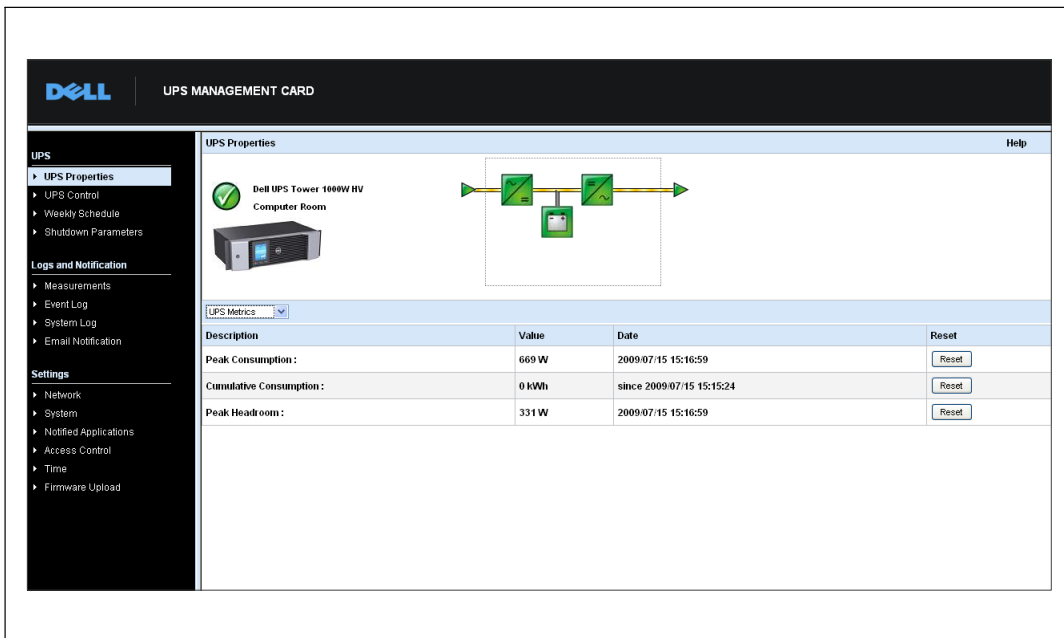 DELL
UPS MANAGEMENT CARD
UPS
UPS Properties
UPS Control
Weekly Schedule
Shutdown Parameters
Logs and Notification
Measurements
Event Log
System Log
Email Notification
Settings
Network
System
Notified Applications
Access Control
Time
Firmware Upload
UPS Properties Help
Dell UPS Tower 1000W HV
Computer Room
UPS Metrics
Description Value Date Reset
Peak Consumption : 669 W 2009/07/15 15:16:59 Reset
Cumulative Consumption : 0 kWh since 2009/07/15 15:15:24 Reset
Peak Headroom : 331 W 2009/07/15 15:16:59 Reset